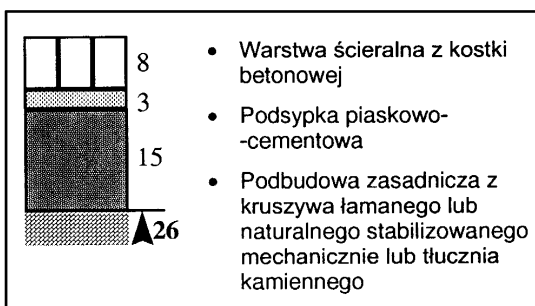 8
3
15
26
• Warstwa ścieralna z kostki
betonowej
• Podsypka piaskowo-
-cementowa
• Podbudowa zasadnicza z
kruszywa łamanego lub
naturalnego stabilizowanego
mechanicznie lub tłucznia
kamiennego